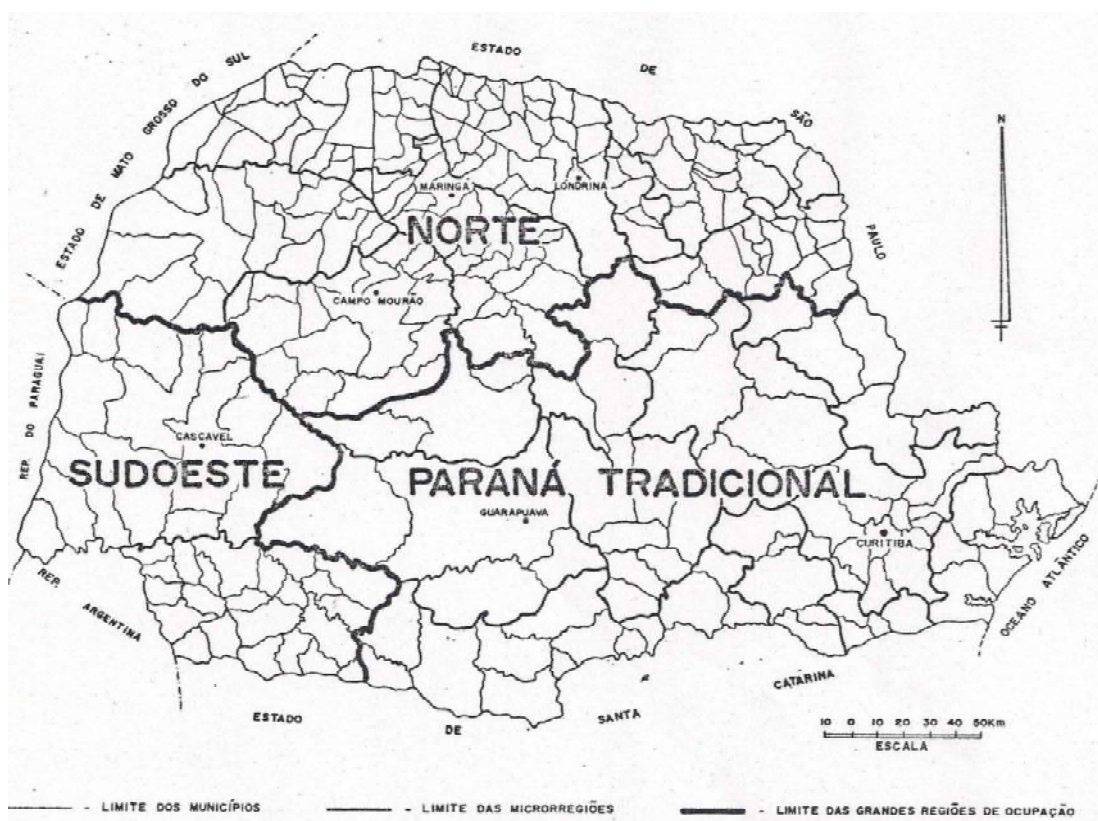 ESTADO DE SÃO PAULO
ESTADO DE MATO GROSSO DO SUL
N
MARINGA
LONDRINA
NORTE
CAMPO MOURÃO
REP. DO PARAGUAI
CASCAVEL
SUDOESTE
PARANÁ TRADICIONAL
GUARAPUAVA
CURITIBA
REP. ARGENTINA
OCEANO ATLÂNTICO
ESTADO DE SANTA CATARINA
10 0 10 20 30 40 50Km
ESCALA
- LIMITE DOS MUNICÍPIOS - LIMITE DAS MICRORREGIÕES - LIMITE DAS GRANDES REGIÕES DE OCUPAÇÃO